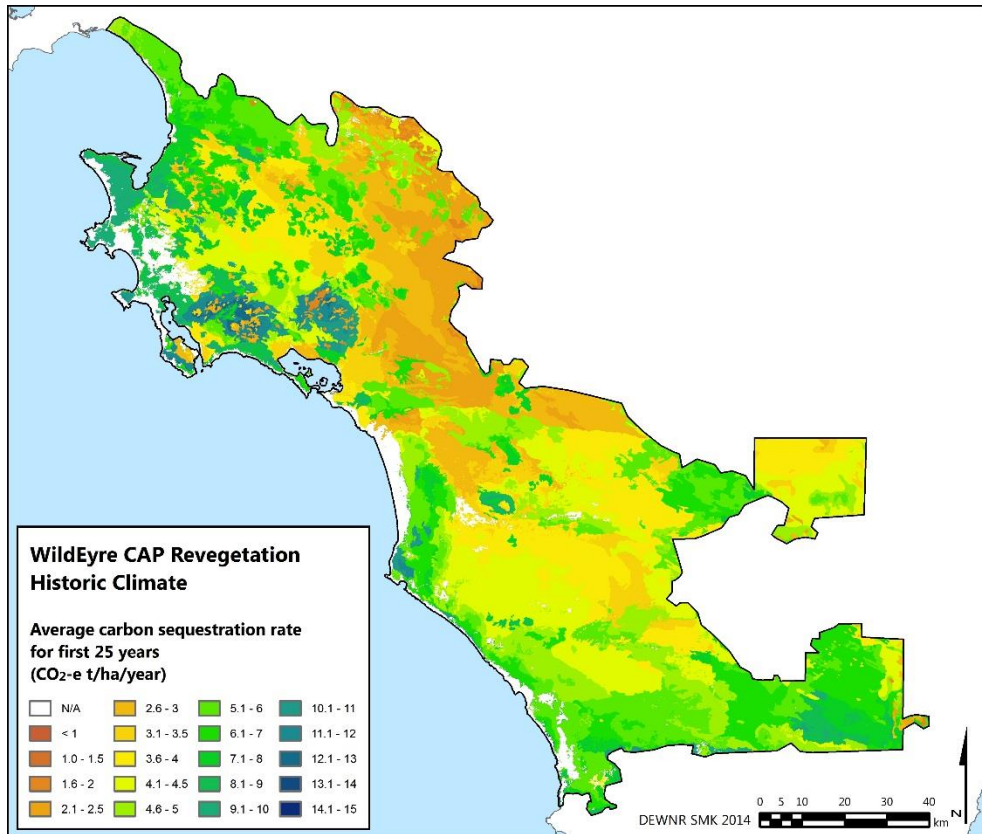 WildEyre CAP Revegetation
Historic Climate
Average carbon sequestration rate
for first 25 years
(CO2-e t/ha/year)
N/A
< 1
1.0 - 1.5
1.6 - 2
2.1 - 2.5
2.6 - 3
3.1 - 3.5
3.6 - 4
4.1 - 4.5
4.6 - 5
5.1 - 6
6.1 - 7
7.1 - 8
8.1 - 9
9.1 - 10
10.1 - 11
11.1 - 12
12.1 - 13
13.1 - 14
14.1 - 15
DEWNR SMK 2014
0 5 10 20 30 40
km
N